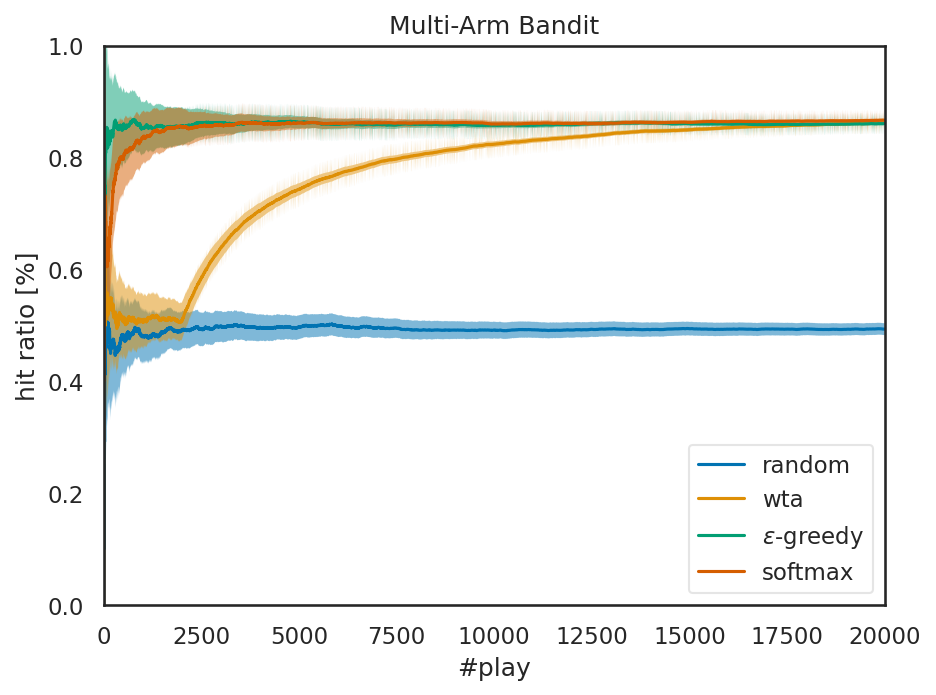 Multi-Arm Bandit
hit ratio [%]
1.0
0.8
0.6
0.4
0.2
0.0
0 2500 5000 7500 10000 12500 15000 17500 20000
#play
random
wta
ε-greedy
softmax